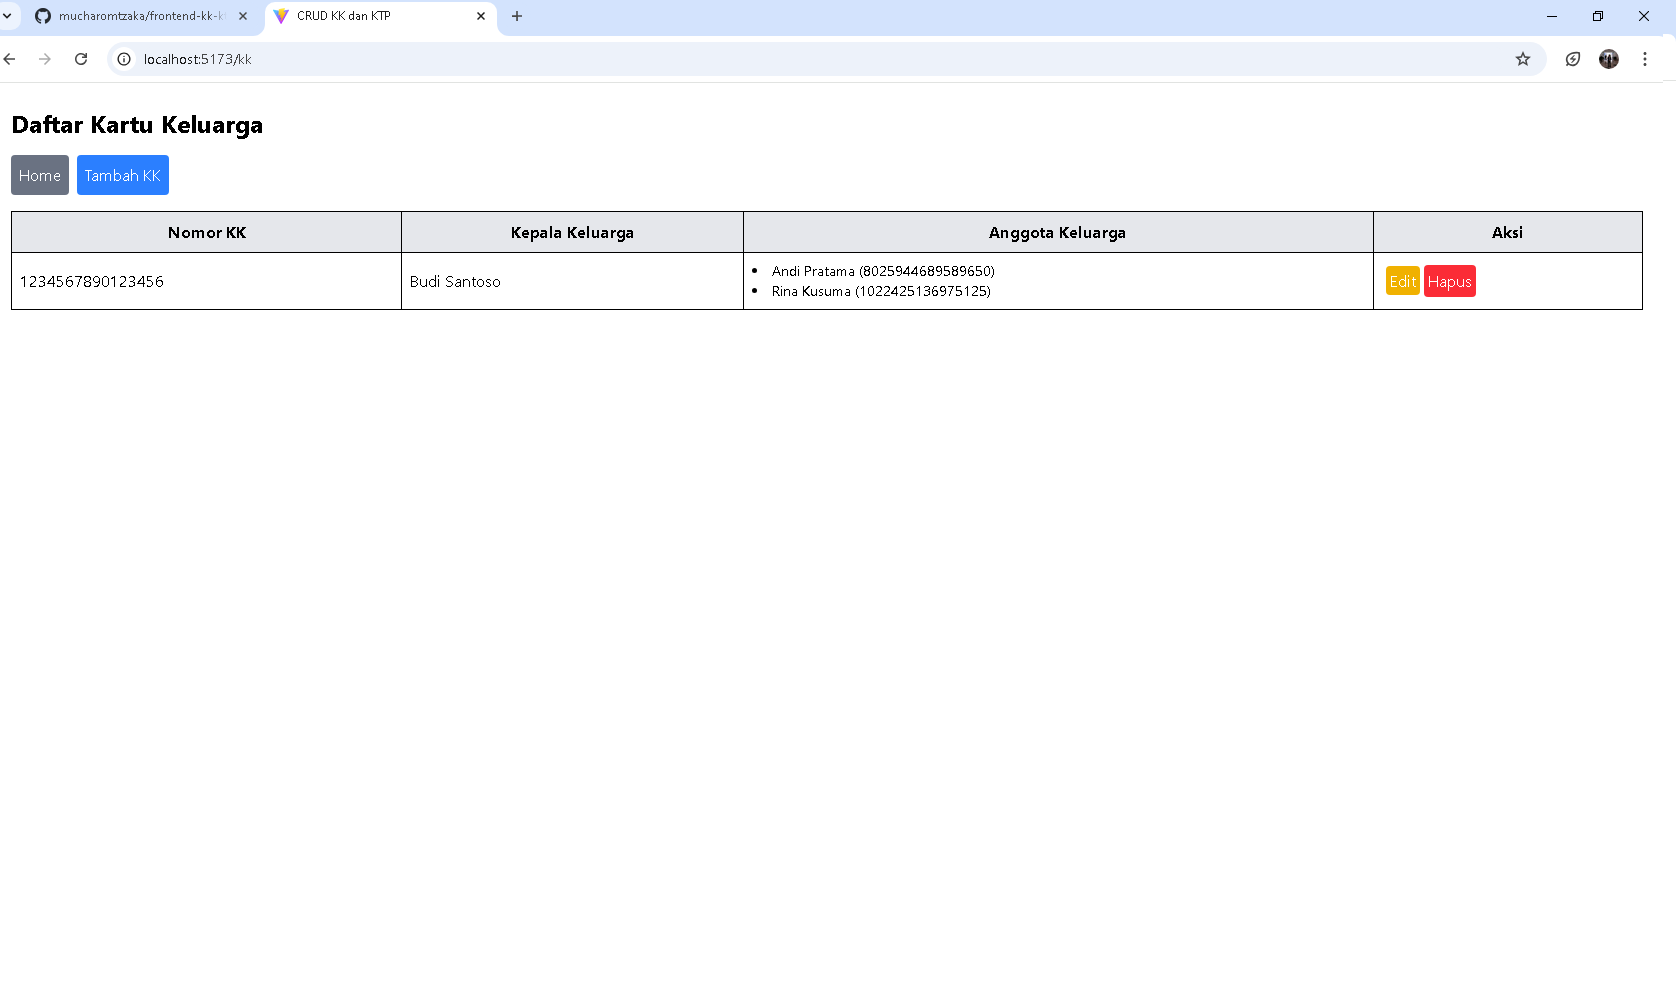 mucharomtzaka/frontend-kk-k
CRUD KK dan KTP
localhost:5173/kk
Daftar Kartu Keluarga
Home Tambah KK
Nomor KK Kepala Keluarga Anggota Keluarga Aksi
1234567890123456 Budi Santoso • Andi Pratama (8025944689589650) Edit Hapus
• Rina Kusuma (1022425136975125)